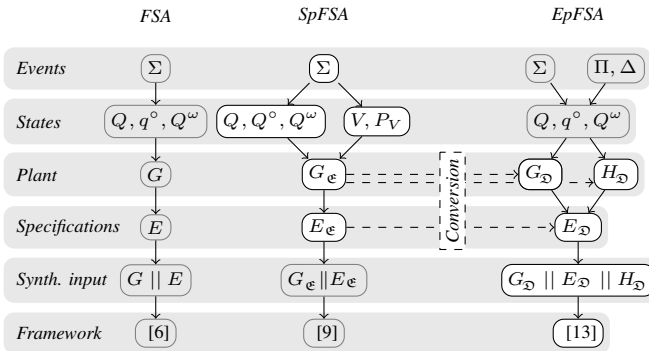 FSA SpFSA EpFSA
Events Σ Σ Σ Π, Δ
States Q, q°, Q^ω Q, Q°, Q^ω V, P_V Q, q°, Q^ω
Plant G G_𝔈 G_𝔇 H_𝔇
Conversion
Specifications E E_𝔈 E_𝔇
Synth. input G || E G_𝔈 || E_𝔈 G_𝔇 || E_𝔇 || H_𝔇
Framework [6] [9] [13]